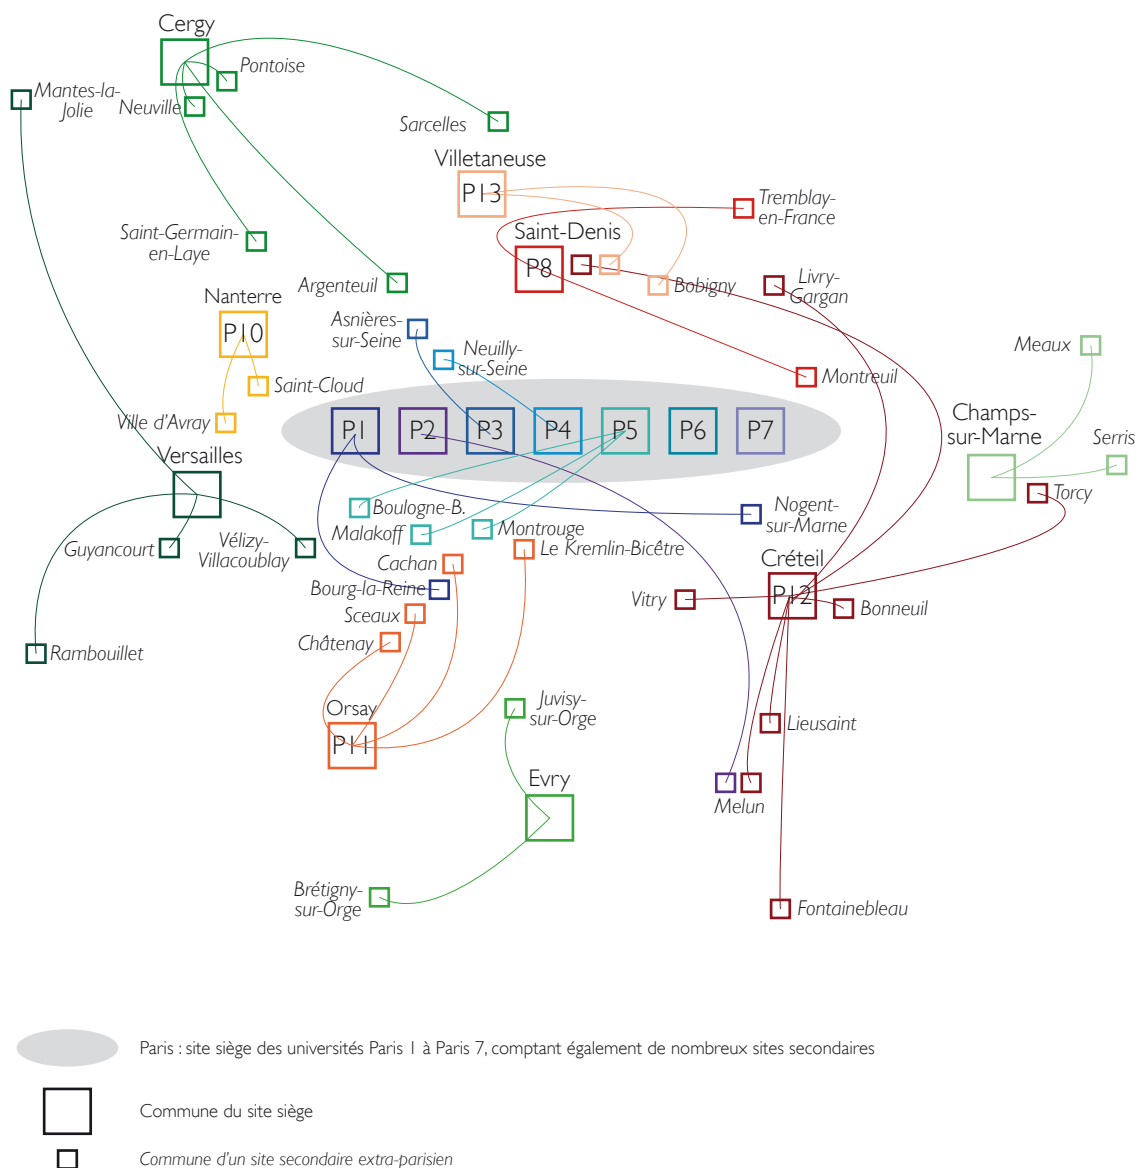 Cergy
Pontoise
Mantes-la-
Jolie
Neuville
Sarcelles
Villetaneuse
P13
Tremblay-
en-France
Saint-Germain-
en-Laye
Saint-Denis
P8
Argenteuil
Bobigny
Livry-
Gargan
Nanterre
P10
Asnières-
sur-Seine
Neuilly-
sur-Seine
Meaux
Saint-Cloud
Montreuil
Ville d'Avray
P1 P2 P3 P4 P5 P6 P7
Champs-
sur-Marne
Serris
Versailles
Torcy
Boulogne-B.
Malakoff
Montrouge
Nogent-
sur-Marne
Guyancourt
Vélizy-
Villacoublay
Le Kremlin-Bicêtre
Cachan
Créteil
P12
Bourg-la-Reine
Vitry
Bonneuil
Sceaux
Châtenay
Rambouillet
Orsay
P11
Juvisy-
sur-Orge
Lieusaint
Evry
Melun
Brétigny-
sur-Orge
Fontainebleau
Paris : site siège des universités Paris 1 à Paris 7, comptant également de nombreux sites secondaires
Commune du site siège
Commune d'un site secondaire extra-parisien